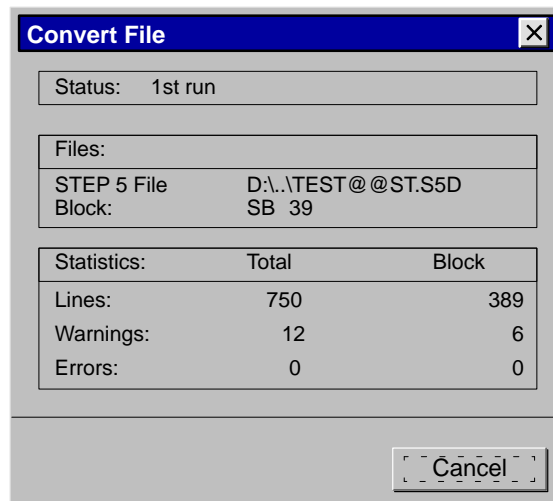 Convert File
Status: 1st run
Files:
STEP 5 File D:\..\TEST@@ST.S5D
Block: SB 39
Statistics: Total Block
Lines: 750 389
Warnings: 12 6
Errors: 0 0
Cancel